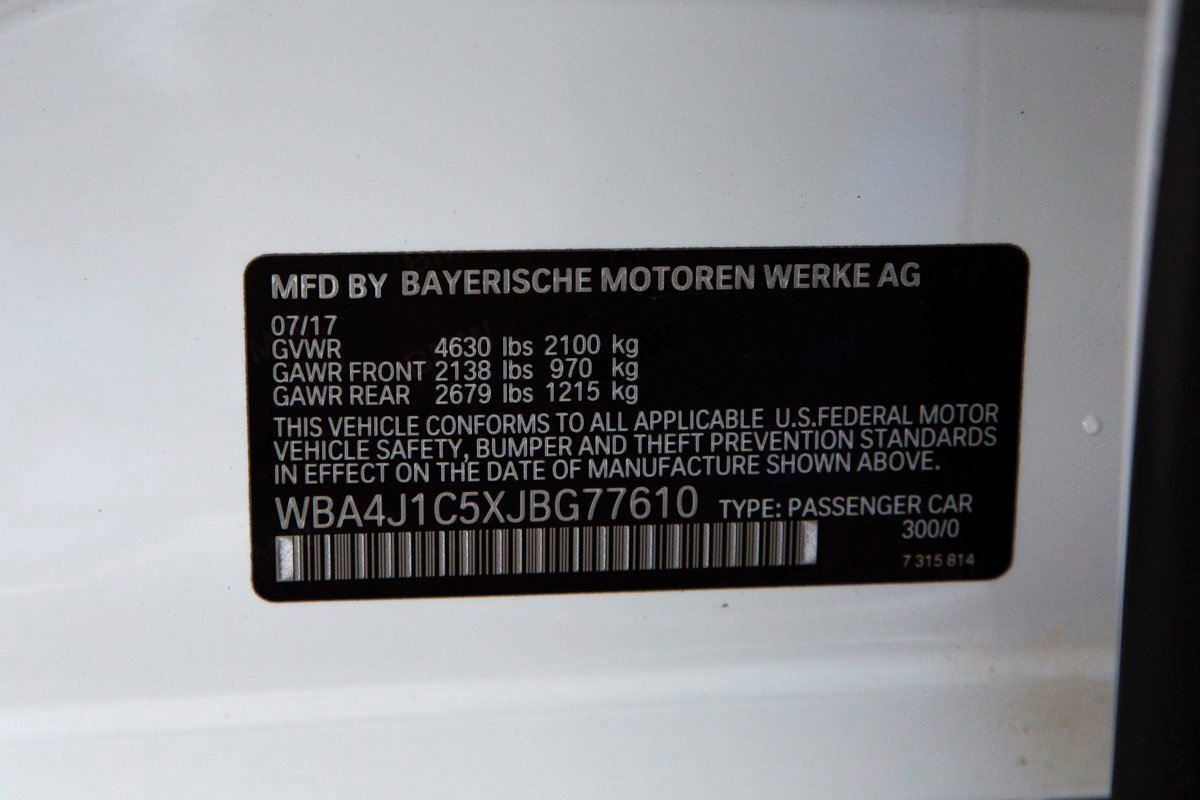 MFD BY BAYERISCHE MOTOREN WERKE AG
07/17
GVWR 4630 lbs 2100 kg
GAWR FRONT 2138 lbs 970 kg
GAWR REAR 2679 lbs 1215 kg
THIS VEHICLE CONFORMS TO ALL APPLICABLE U.S.FEDERAL MOTOR
VEHICLE SAFETY, BUMPER AND THEFT PREVENTION STANDARDS
IN EFFECT ON THE DATE OF MANUFACTURE SHOWN ABOVE.
WBA4J1C5XJBG77610 TYPE: PASSENGER CAR
300/0
7 315 814